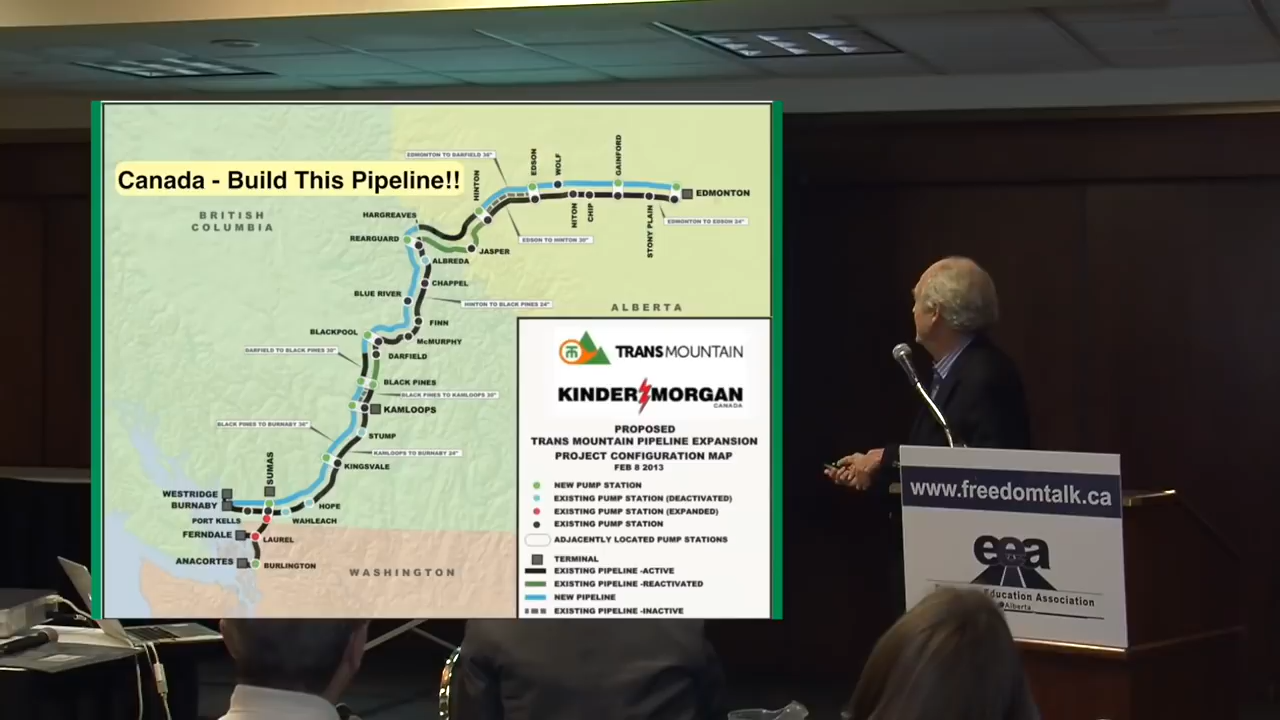 Canada - Build This Pipeline!!
BRITISH
COLUMBIA
ALBERTA
WASHINGTON
EDMONTON TO DARFIELD 36"
HINTON
EDSON
WOLF
GAINFORD
EDMONTON
NITON
CHIP
STONY PLAIN
EDMONTON TO EDSON 24"
EDSON TO HINTON 30"
HARGREAVES
REARGUARD
JASPER
ALBREDA
CHAPPEL
BLUE RIVER
HINTON TO BLACK PINES 24"
FINN
BLACKPOOL
McMURPHY
DARFIELD TO BLACK PINES 30"
DARFIELD
BLACK PINES
BLACK PINES TO KAMLOOPS 30"
KAMLOOPS
BLACK PINES TO BURNABY 36"
STUMP
KAMLOOPS TO BURNABY 24"
KINGSVALE
SUMAS
WESTRIDGE
BURNABY
HOPE
PORT KELLS
WAHLEACH
FERNDALE
LAUREL
ANACORTES
BURLINGTON
TRANSMOUNTAIN
KINDER MORGAN
CANADA
PROPOSED
TRANS MOUNTAIN PIPELINE EXPANSION
PROJECT CONFIGURATION MAP
FEB 8 2013
NEW PUMP STATION
EXISTING PUMP STATION (DEACTIVATED)
EXISTING PUMP STATION (EXPANDED)
EXISTING PUMP STATION
ADJACENTLY LOCATED PUMP STATIONS
TERMINAL
EXISTING PIPELINE -ACTIVE
EXISTING PIPELINE -REACTIVATED
NEW PIPELINE
EXISTING PIPELINE -INACTIVE
www.freedomtalk.ca
eea
Education Association
Alberta